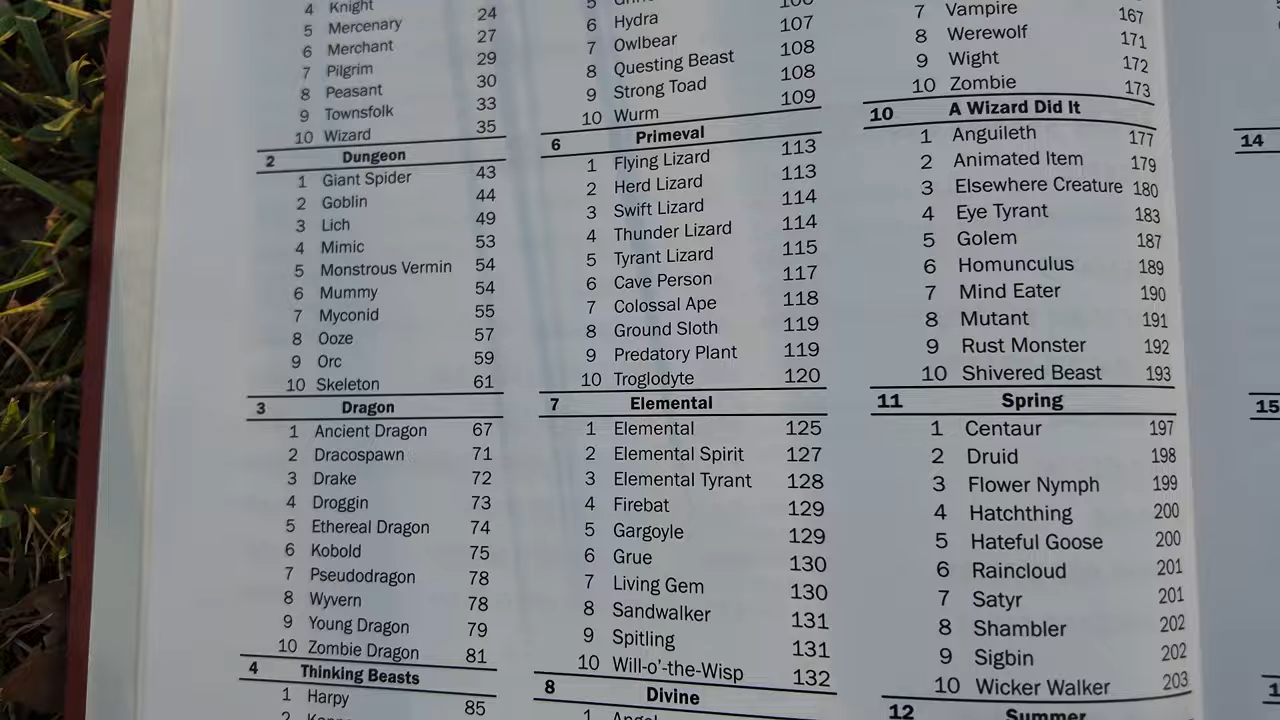 4 Knight
5 Mercenary 24
6 Merchant 27
7 Pilgrim 29
8 Peasant 30
9 Townsfolk 33
10 Wizard 35
2 Dungeon
1 Giant Spider 43
2 Goblin 44
3 Lich 49
4 Mimic 53
5 Monstrous Vermin 54
6 Mummy 54
7 Myconid 55
8 Ooze 57
9 Orc 59
10 Skeleton 61
3 Dragon
1 Ancient Dragon 67
2 Dracospawn 71
3 Drake 72
4 Droggin 73
5 Ethereal Dragon 74
6 Kobold 75
7 Pseudodragon 78
8 Wyvern 78
9 Young Dragon 79
10 Zombie Dragon 81
4 Thinking Beasts
1 Harpy 85
2
5
6 Hydra 106
7 Owlbear 107
8 Questing Beast 108
9 Strong Toad 108
10 Wurm 109
6 Primeval
1 Flying Lizard 113
2 Herd Lizard 113
3 Swift Lizard 114
4 Thunder Lizard 114
5 Tyrant Lizard 115
6 Cave Person 117
7 Colossal Ape 118
8 Ground Sloth 119
9 Predatory Plant 119
10 Troglodyte 120
7 Elemental
1 Elemental 125
2 Elemental Spirit 127
3 Elemental Tyrant 128
4 Firebat 129
5 Gargoyle 129
6 Grue 130
7 Living Gem 130
8 Sandwalker 131
9 Spitling 131
10 Will-o'-the-Wisp 132
8 Divine
1 Angel
7 Vampire 167
8 Werewolf 171
9 Wight 172
10 Zombie 173
10 A Wizard Did It
1 Anguileth 177
2 Animated Item 179
3 Elsewhere Creature 180
4 Eye Tyrant 183
5 Golem 187
6 Homunculus 189
7 Mind Eater 190
8 Mutant 191
9 Rust Monster 192
10 Shivered Beast 193
11 Spring
1 Centaur 197
2 Druid 198
3 Flower Nymph 199
4 Hatchthing 200
5 Hateful Goose 200
6 Raincloud 201
7 Satyr 201
8 Shambler 202
9 Sigbin 202
10 Wicker Walker 203
12 Summer
14
15